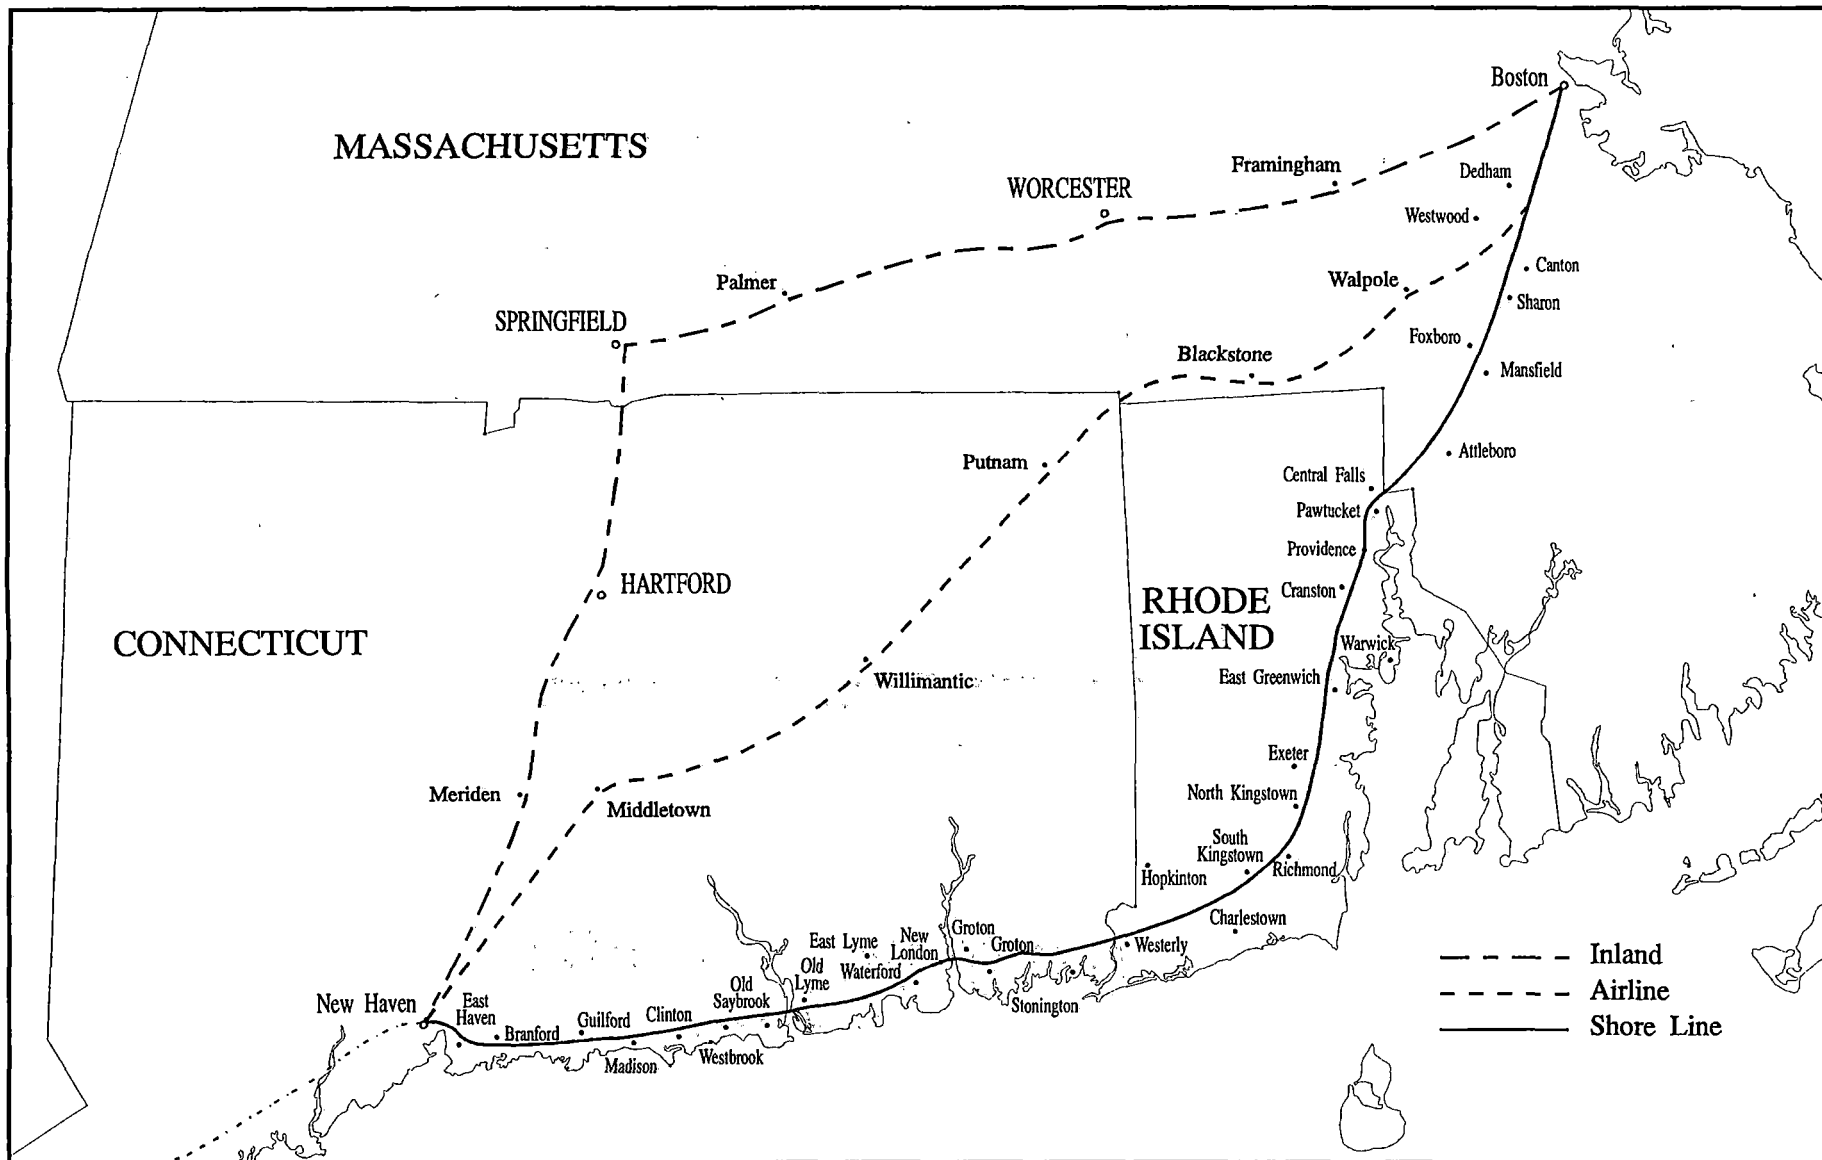 Boston
MASSACHUSETTS
Framingham
Dedham
WORCESTER
Westwood
Canton
Palmer
Walpole
Sharon
SPRINGFIELD
Foxboro
Blackstone
Mansfield
Attleboro
Putnam
Central Falls
Pawtucket
Providence
HARTFORD
Cranston
RHODE
ISLAND
CONNECTICUT
Warwick
East Greenwich
Willimantic
Exeter
Meriden
North Kingstown
Middletown
South
Kingstown
Richmond
Hopkinton
Charlestown
Groton
New
London
East Lyme
Groton
Westerly
Inland
Waterford
Old
Lyme
Airline
Old
Saybrook
New Haven
East
Haven
Stonington
Clinton
Guilford
Branford
Shore Line
Westbrook
Madison